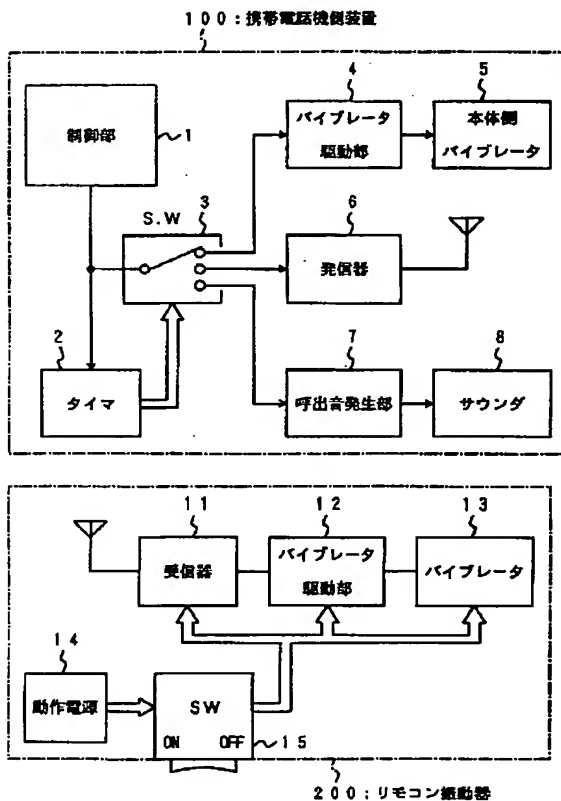 100:携帯電話機側装置
制御部
1
4
バイブレータ
駆動部
5
本体側
バイブレータ
S.W
3
6
発信器
2
タイマ
7
呼出音発生部
8
サウンダ
11
受信器
12
バイブレータ
駆動部
13
バイブレータ
14
動作電源
SW
ON OFF
15
200:リモコン振動器